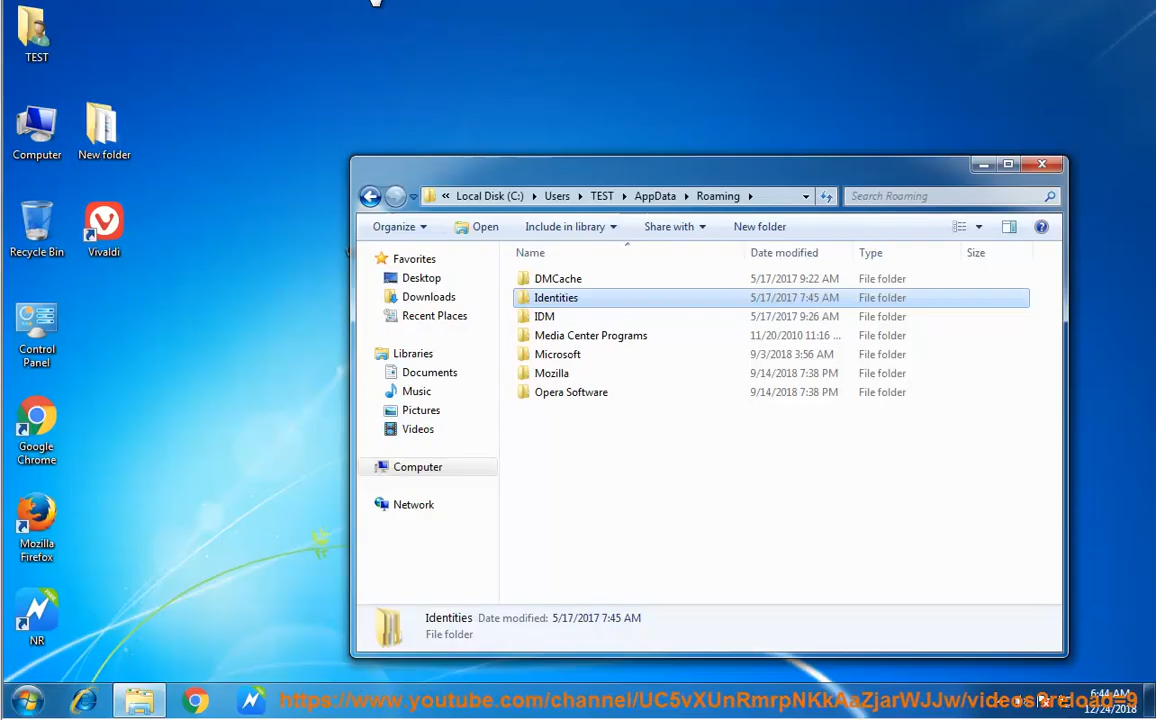 TEST
Computer
New folder
Recycle Bin
Vivaldi
Control
Panel
Google
Chrome
Mozilla
Firefox
NR
« Local Disk (C:) Users TEST AppData Roaming
Search Roaming
Organize Open Include in library Share with New folder
Favorites
Desktop
Downloads
Recent Places
Libraries
Documents
Music
Pictures
Videos
Computer
Network
Name Date modified Type Size
DMCache 5/17/2017 9:22 AM File folder
Identities 5/17/2017 7:45 AM File folder
IDM 5/17/2017 9:26 AM File folder
Media Center Programs 11/20/2010 11:16 ... File folder
Microsoft 9/3/2018 3:56 AM File folder
Mozilla 9/14/2018 7:38 PM File folder
Opera Software 9/14/2018 7:38 PM File folder
Identities Date modified: 5/17/2017 7:45 AM
File folder
https://www.youtube.com/channel/UC5vXUnRmrpNKkAaZjarWJJw/videos?reload=9
6:44 AM
12/24/2018